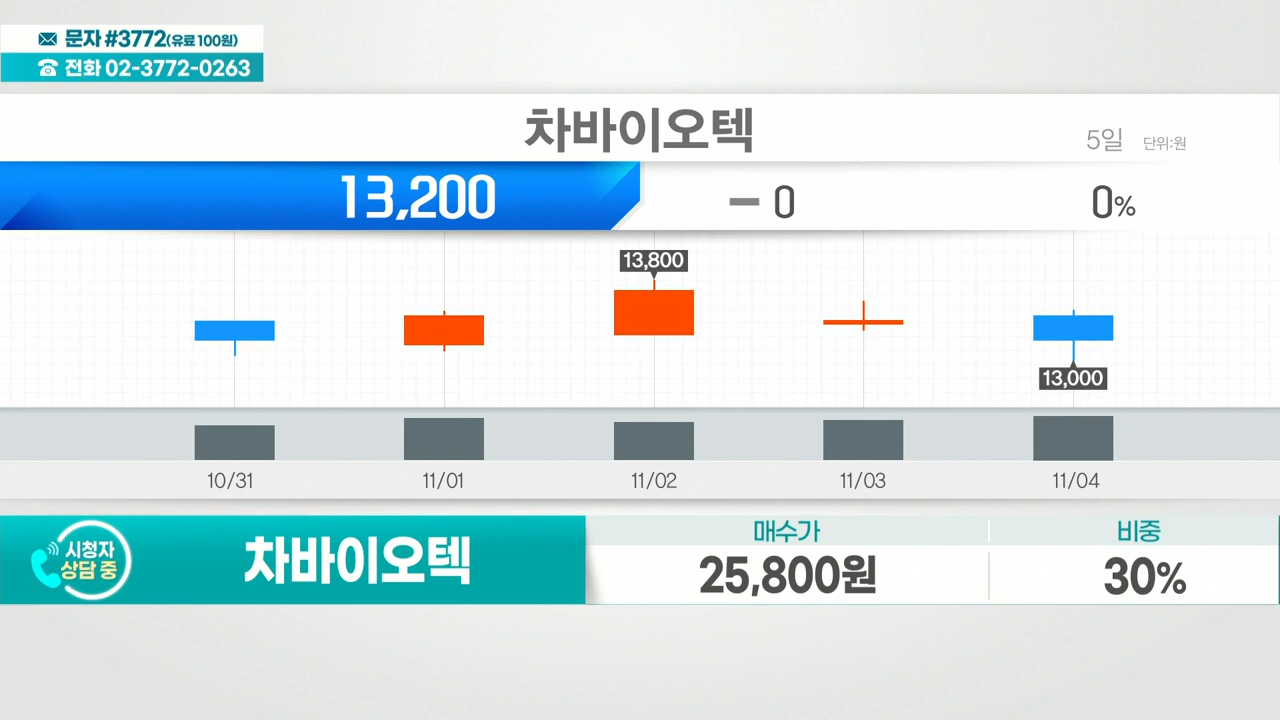 문자 #3772(유료 100원)
전화 02-3772-0263
차바이오텍
5일 단위:원
13,200 0 0%
13,800
13,000
10/31 11/01 11/02 11/03 11/04
시청자
상담 중
차바이오텍
매수가 비중
25,800원 30%